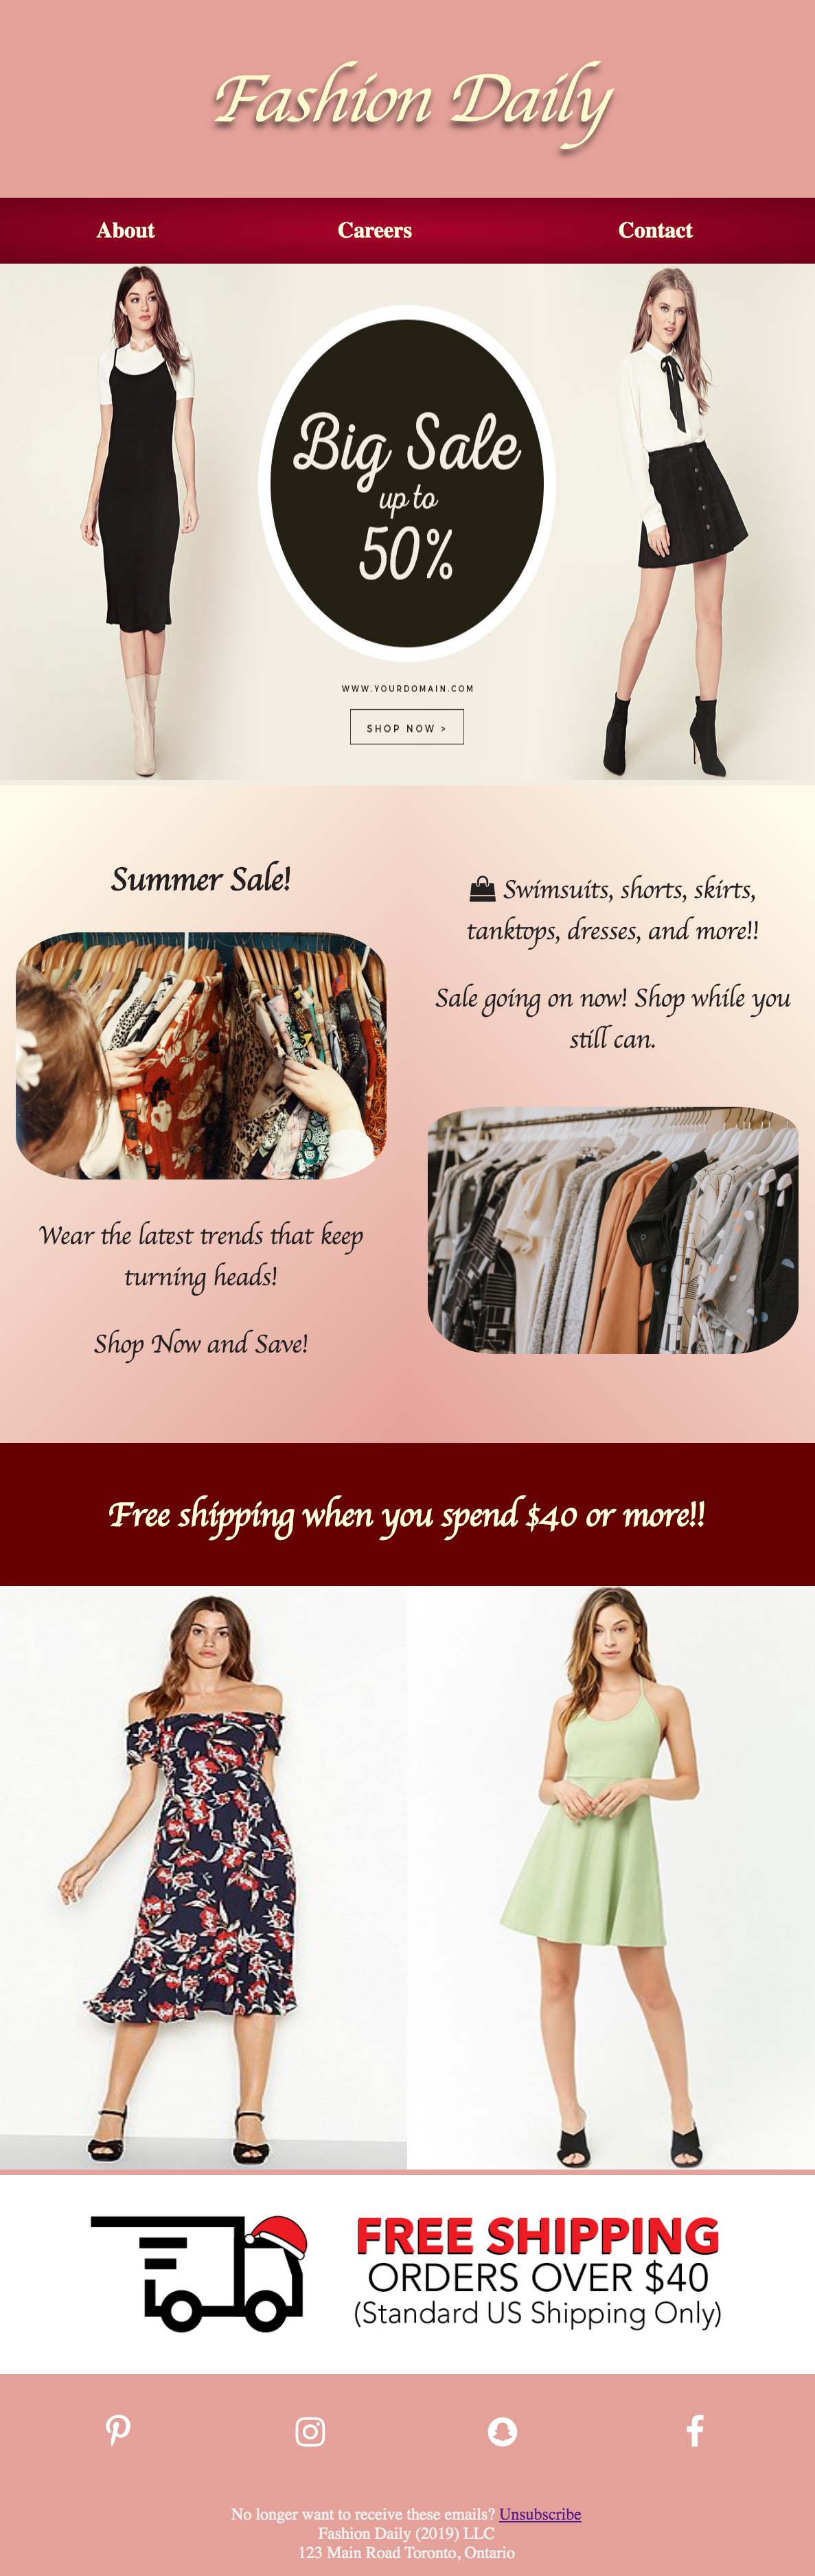 Fashion Daily
About Careers Contact
Big Sale
up to
50%
WWW.YOURDOMAIN.COM
SHOP NOW >
Summer Sale!
Wear the latest trends that keep
turning heads!
Shop Now and Save!
Swimsuits, shorts, skirts,
tanktops, dresses, and more!!
Sale going on now! Shop while you
still can.
Free shipping when you spend $40 or more!!
FREE SHIPPING
ORDERS OVER $40
(Standard US Shipping Only)
No longer want to receive these emails? Unsubscribe
Fashion Daily (2019) LLC
123 Main Road Toronto, Ontario